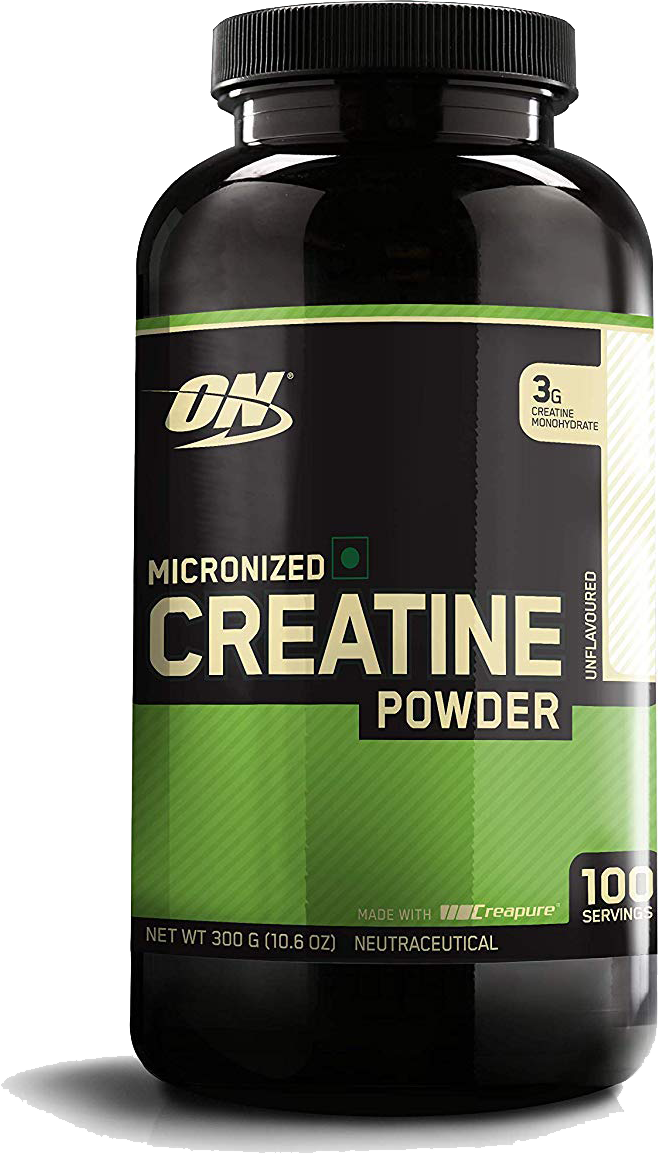 ON®
3G
CREATINE
MONOHYDRATE
MICRONIZED
CREATINE
POWDER
UNFLAVOURED
100
SERVINGS
MADE WITH Creapure™
NET WT 300 G (10.6 OZ) NEUTRACEUTICAL